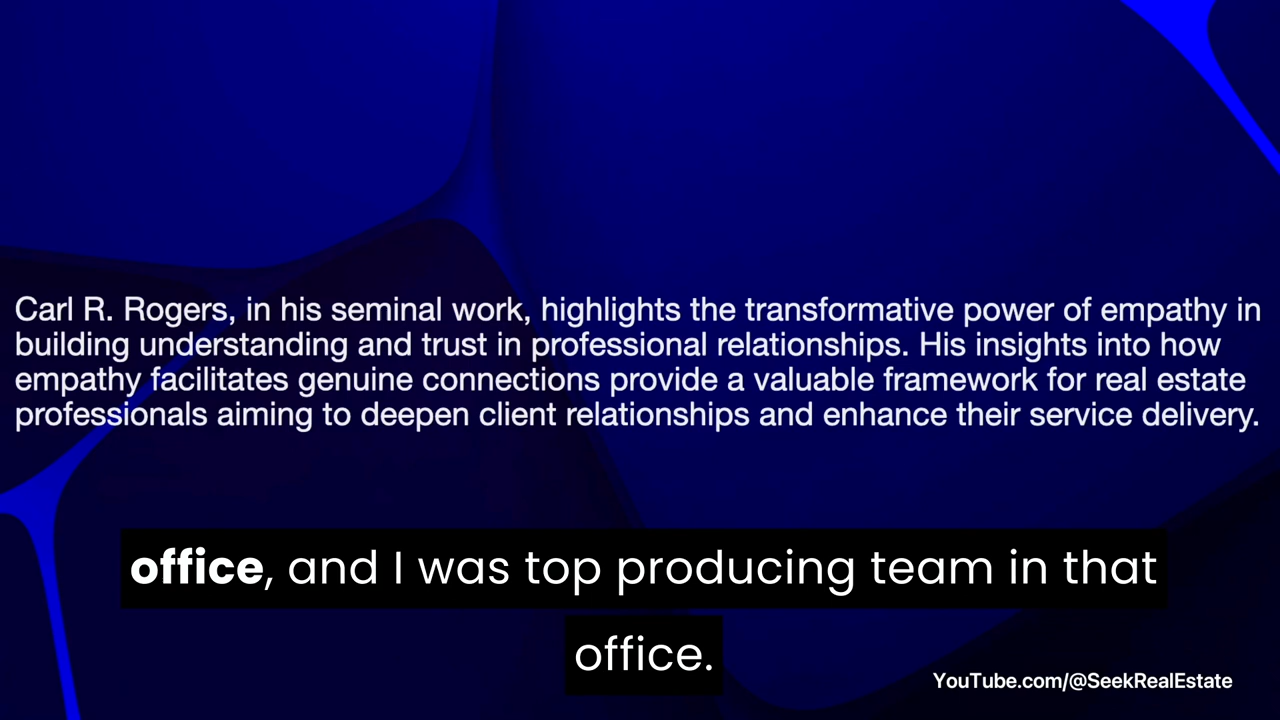 Carl R. Rogers, in his seminal work, highlights the transformative power of empathy in
building understanding and trust in professional relationships. His insights into how
empathy facilitates genuine connections provide a valuable framework for real estate
professionals aiming to deepen client relationships and enhance their service delivery.
office, and I was top producing team in that
office.
YouTube.com/@SeekRealEstate